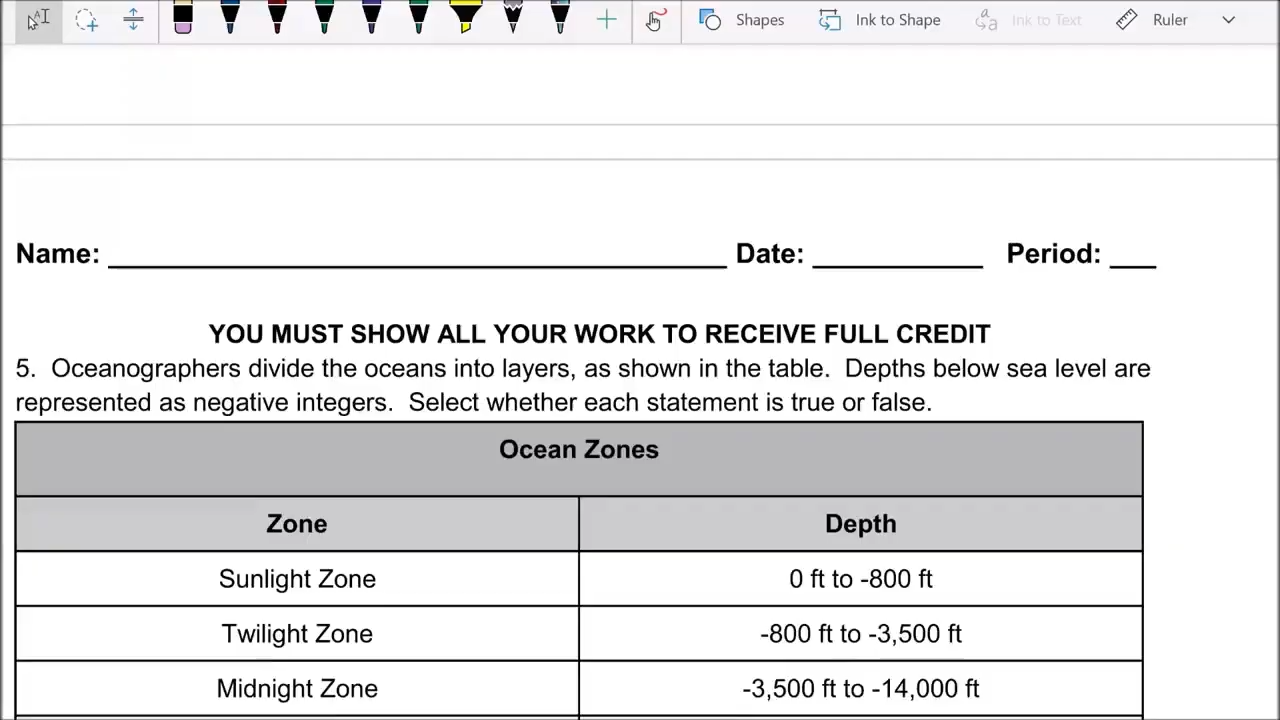 Shapes Ink to Shape Ink to Text Ruler
Name: Date: Period:
YOU MUST SHOW ALL YOUR WORK TO RECEIVE FULL CREDIT
5. Oceanographers divide the oceans into layers, as shown in the table. Depths below sea level are
represented as negative integers. Select whether each statement is true or false.
Ocean Zones
Zone Depth
Sunlight Zone 0 ft to -800 ft
Twilight Zone -800 ft to -3,500 ft
Midnight Zone -3,500 ft to -14,000 ft